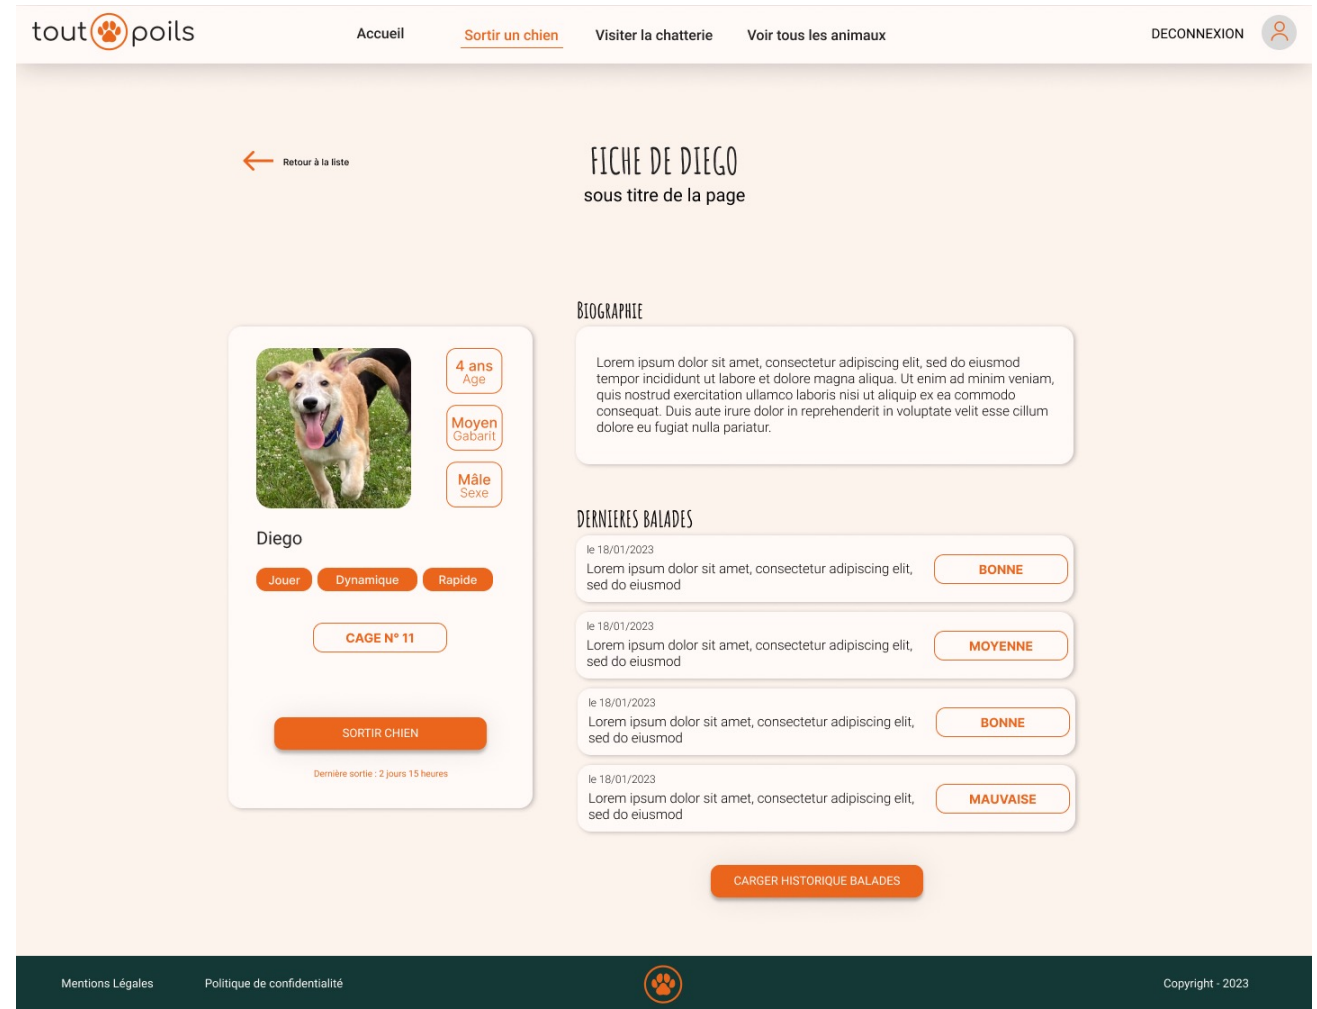 tout poils
Accueil
Sortir un chien
Visiter la chatterie
Voir tous les animaux
DECONNEXION
Retour à la liste
FICHE DE DIEGO
sous titre de la page
4 ans
Age
Moyen
Gabarit
Mâle
Sexe
Diego
Jouer
Dynamique
Rapide
CAGE N° 11
SORTIR CHIEN
Dernière sortie : 2 jours 15 heures
BIOGRAPHIE
Lorem ipsum dolor sit amet, consectetur adipiscing elit, sed do eiusmod
tempor incididunt ut labore et dolore magna aliqua. Ut enim ad minim veniam,
quis nostrud exercitation ullamco laboris nisi ut aliquip ex ea commodo
consequat. Duis aute irure dolor in reprehenderit in voluptate velit esse cillum
dolore eu fugiat nulla pariatur.
DERNIERES BALADES
le 18/01/2023
Lorem ipsum dolor sit amet, consectetur adipiscing elit,
sed do eiusmod
BONNE
le 18/01/2023
Lorem ipsum dolor sit amet, consectetur adipiscing elit,
sed do eiusmod
MOYENNE
le 18/01/2023
Lorem ipsum dolor sit amet, consectetur adipiscing elit,
sed do eiusmod
BONNE
le 18/01/2023
Lorem ipsum dolor sit amet, consectetur adipiscing elit,
sed do eiusmod
MAUVAISE
CARGER HISTORIQUE BALADES
Mentions Légales
Politique de confidentialité
Copyright - 2023